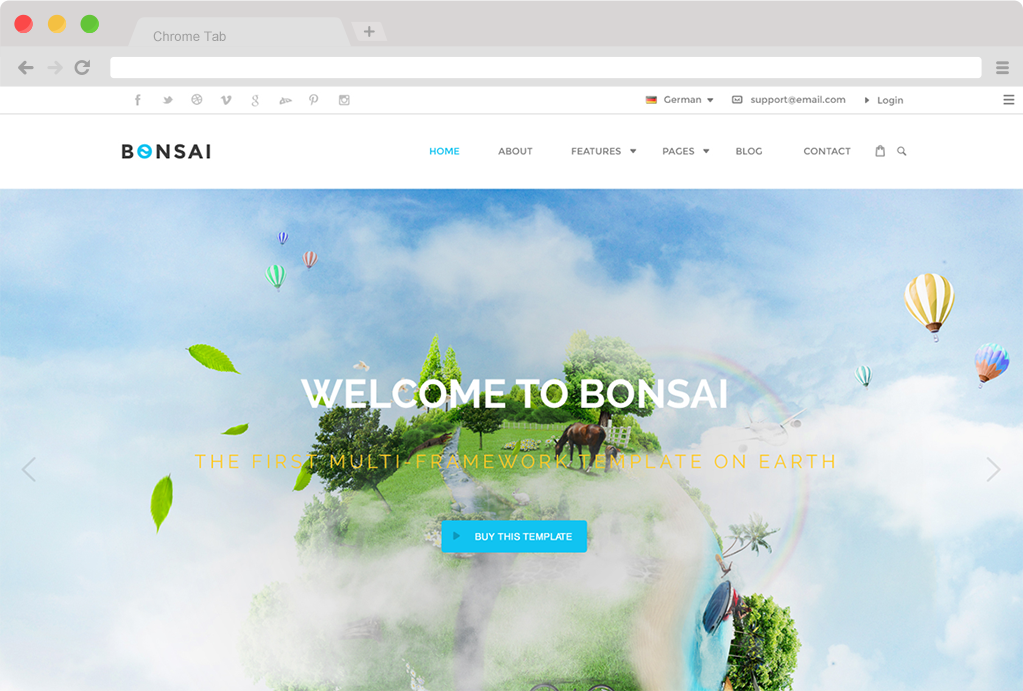 Chrome Tab
German support@email.com Login
BONSAI HOME ABOUT FEATURES PAGES BLOG CONTACT
WELCOME TO BONSAI
THE FIRST MULTI-FRAMEWORK TEMPLATE ON EARTH
BUY THIS TEMPLATE